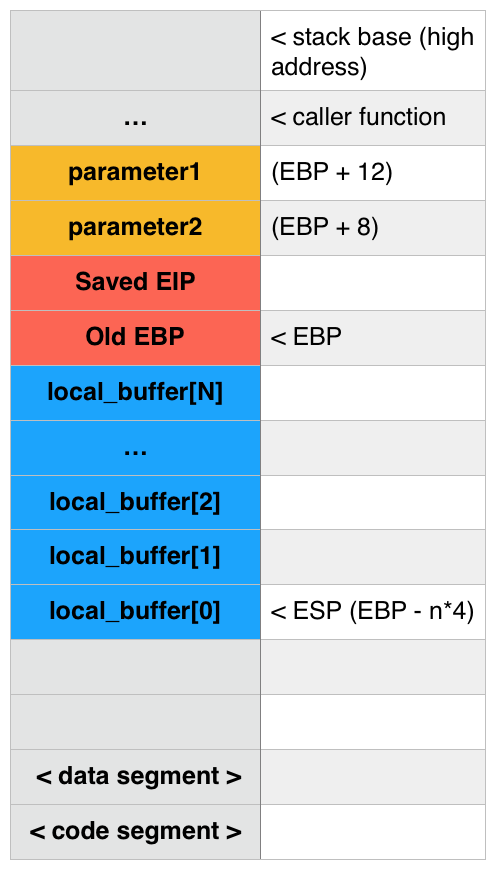 < stack base (high
address)
...
< caller function
parameter1
(EBP + 12)
parameter2
(EBP + 8)
Saved EIP
Old EBP
< EBP
local_buffer[N]
...
local_buffer[2]
local_buffer[1]
local_buffer[0]
< ESP (EBP - n*4)
< data segment >
< code segment >